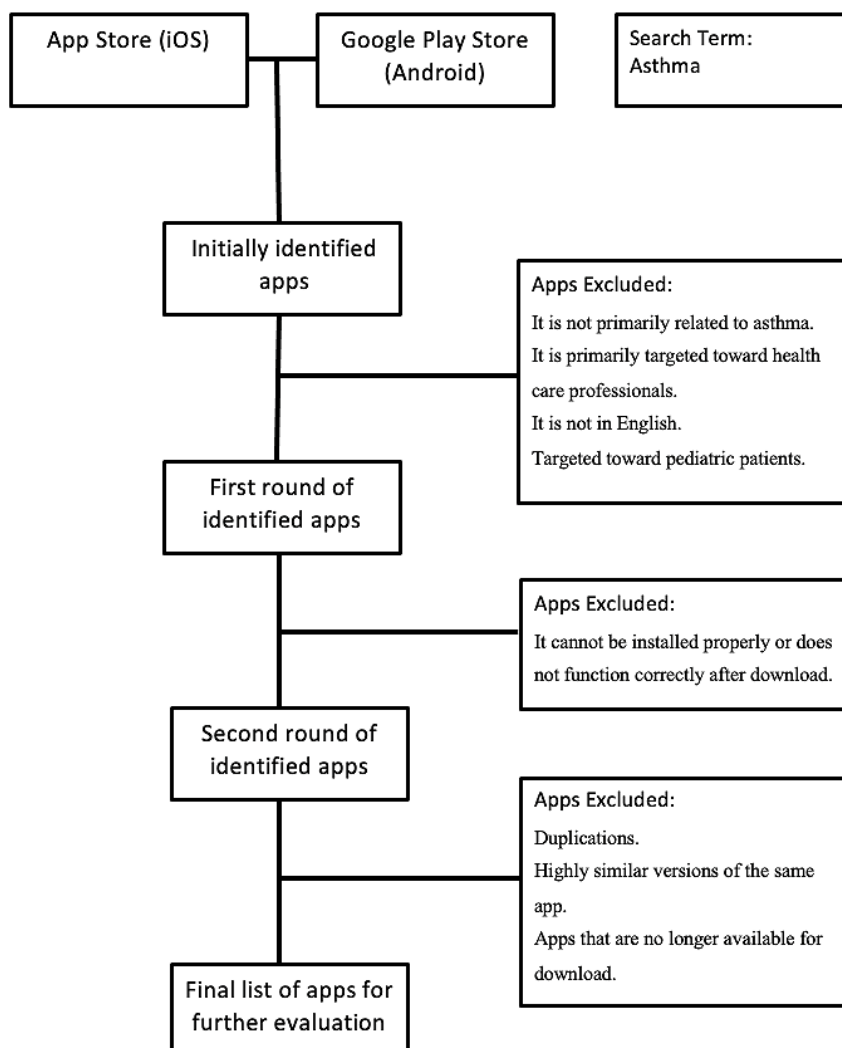 App Store (iOS)
Google Play Store
(Android)
Search Term:
Asthma
Initially identified
apps
Apps Excluded:
It is not primarily related to asthma.
It is primarily targeted toward health
care professionals.
It is not in English.
Targeted toward pediatric patients.
First round of
identified apps
Apps Excluded:
It cannot be installed properly or does
not function correctly after download.
Second round of
identified apps
Apps Excluded:
Duplications.
Highly similar versions of the same
app.
Apps that are no longer available for
download.
Final list of apps for
further evaluation